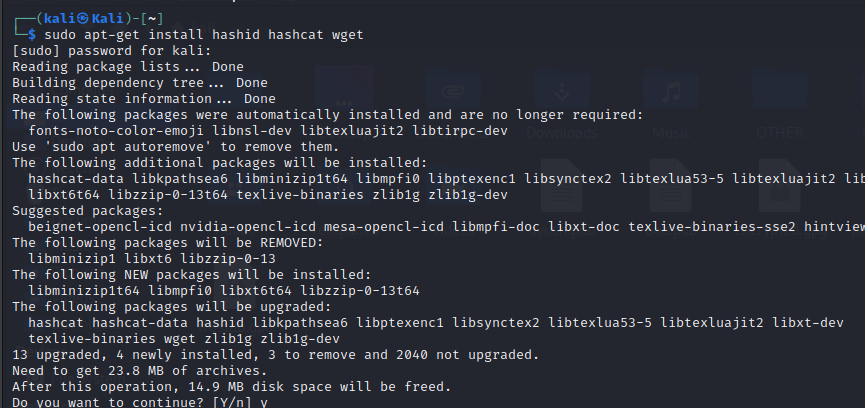 ┌──(kali㉿Kali)-[~]
└─$ sudo apt-get install hashid hashcat wget
[sudo] password for kali:
Reading package lists... Done
Building dependency tree... Done
Reading state information... Done
The following packages were automatically installed and are no longer required:
fonts-noto-color-emoji libnsl-dev libtexluajit2 libtirpc-dev
Use 'sudo apt autoremove' to remove them.
The following additional packages will be installed:
hashcat-data libkpathsea6 libminizip1t64 libmpfi0 libptexenc1 libsynctex2 libtexlua53-5 libtexluajit2 lib
libxt6t64 libzzip-0-13t64 texlive-binaries zlib1g zlib1g-dev
Suggested packages:
beignet-opencl-icd nvidia-opencl-icd mesa-opencl-icd libmpfi-doc libxt-doc texlive-binaries-sse2 hintview
The following packages will be REMOVED:
libminizip1 libxt6 libzzip-0-13
The following NEW packages will be installed:
libminizip1t64 libmpfi0 libxt6t64 libzzip-0-13t64
The following packages will be upgraded:
hashcat hashcat-data hashid libkpathsea6 libptexenc1 libsynctex2 libtexlua53-5 libtexluajit2 libxt-dev
texlive-binaries wget zlib1g zlib1g-dev
13 upgraded, 4 newly installed, 3 to remove and 2040 not upgraded.
Need to get 23.8 MB of archives.
After this operation, 14.9 MB disk space will be freed.
Do you want to continue? [Y/n] y
Downloads
Music
OTHER